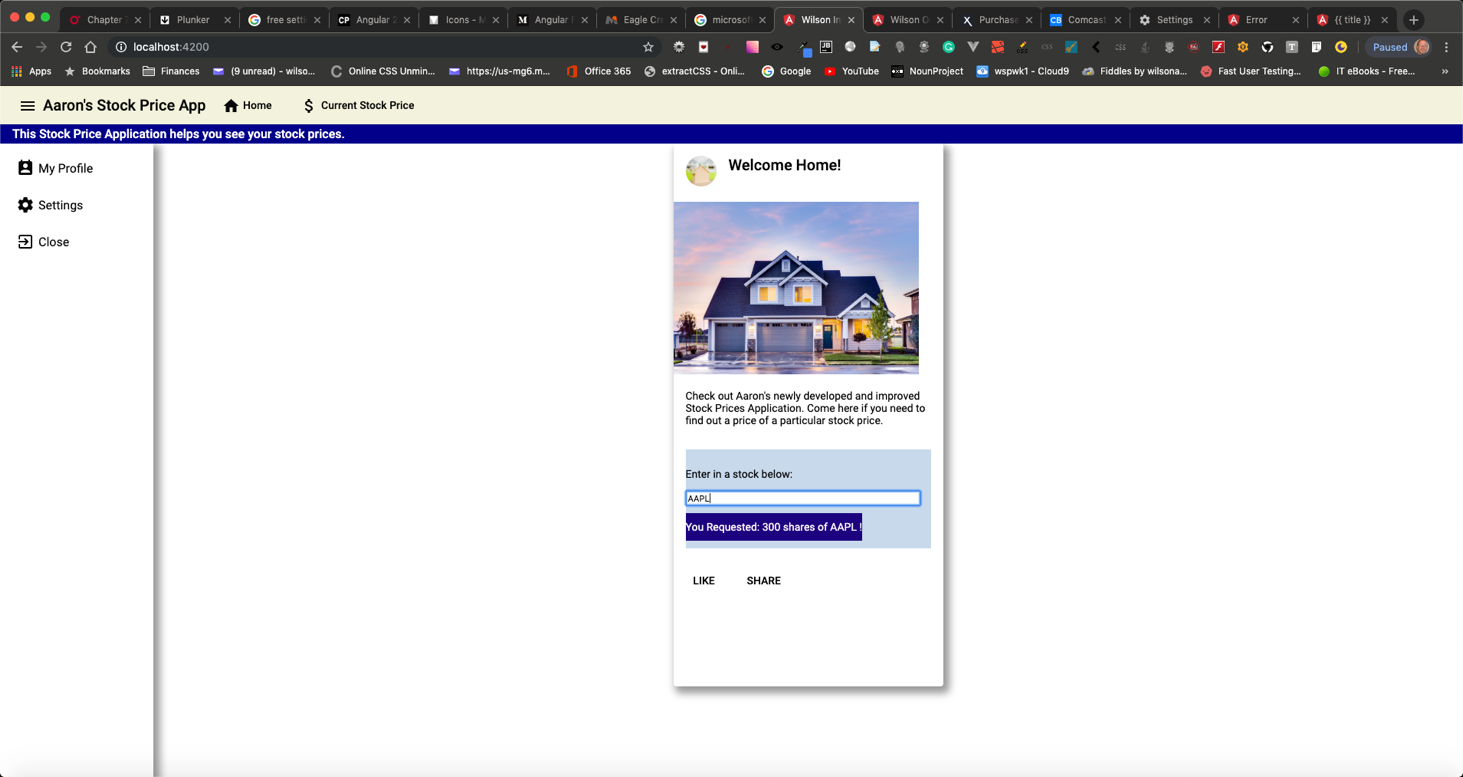 Chapter
Plunker
free setti
CP Angular
Icons - M
M Angular
Eagle Cre
microsof
Wilson In
Wilson O
Purchase
CB Comcast
Settings
Error
{{ title }}
localhost:4200
Paused
Apps
Bookmarks
Finances
(9 unread) - wilso...
Online CSS Unmin...
https://us-mg6.m...
Office 365
extractCSS - Onli...
Google
YouTube
NounProject
wspwk1 - Cloud9
Fiddles by wilsona...
Fast User Testing...
IT eBooks - Free...
»
Aaron's Stock Price App
Home
Current Stock Price
This Stock Price Application helps you see your stock prices.
My Profile
Settings
Close
Welcome Home!
Check out Aaron's newly developed and improved
Stock Prices Application. Come here if you need to
find out a price of a particular stock price.
Enter in a stock below:
AAPL
You Requested: 300 shares of AAPL !
LIKE
SHARE